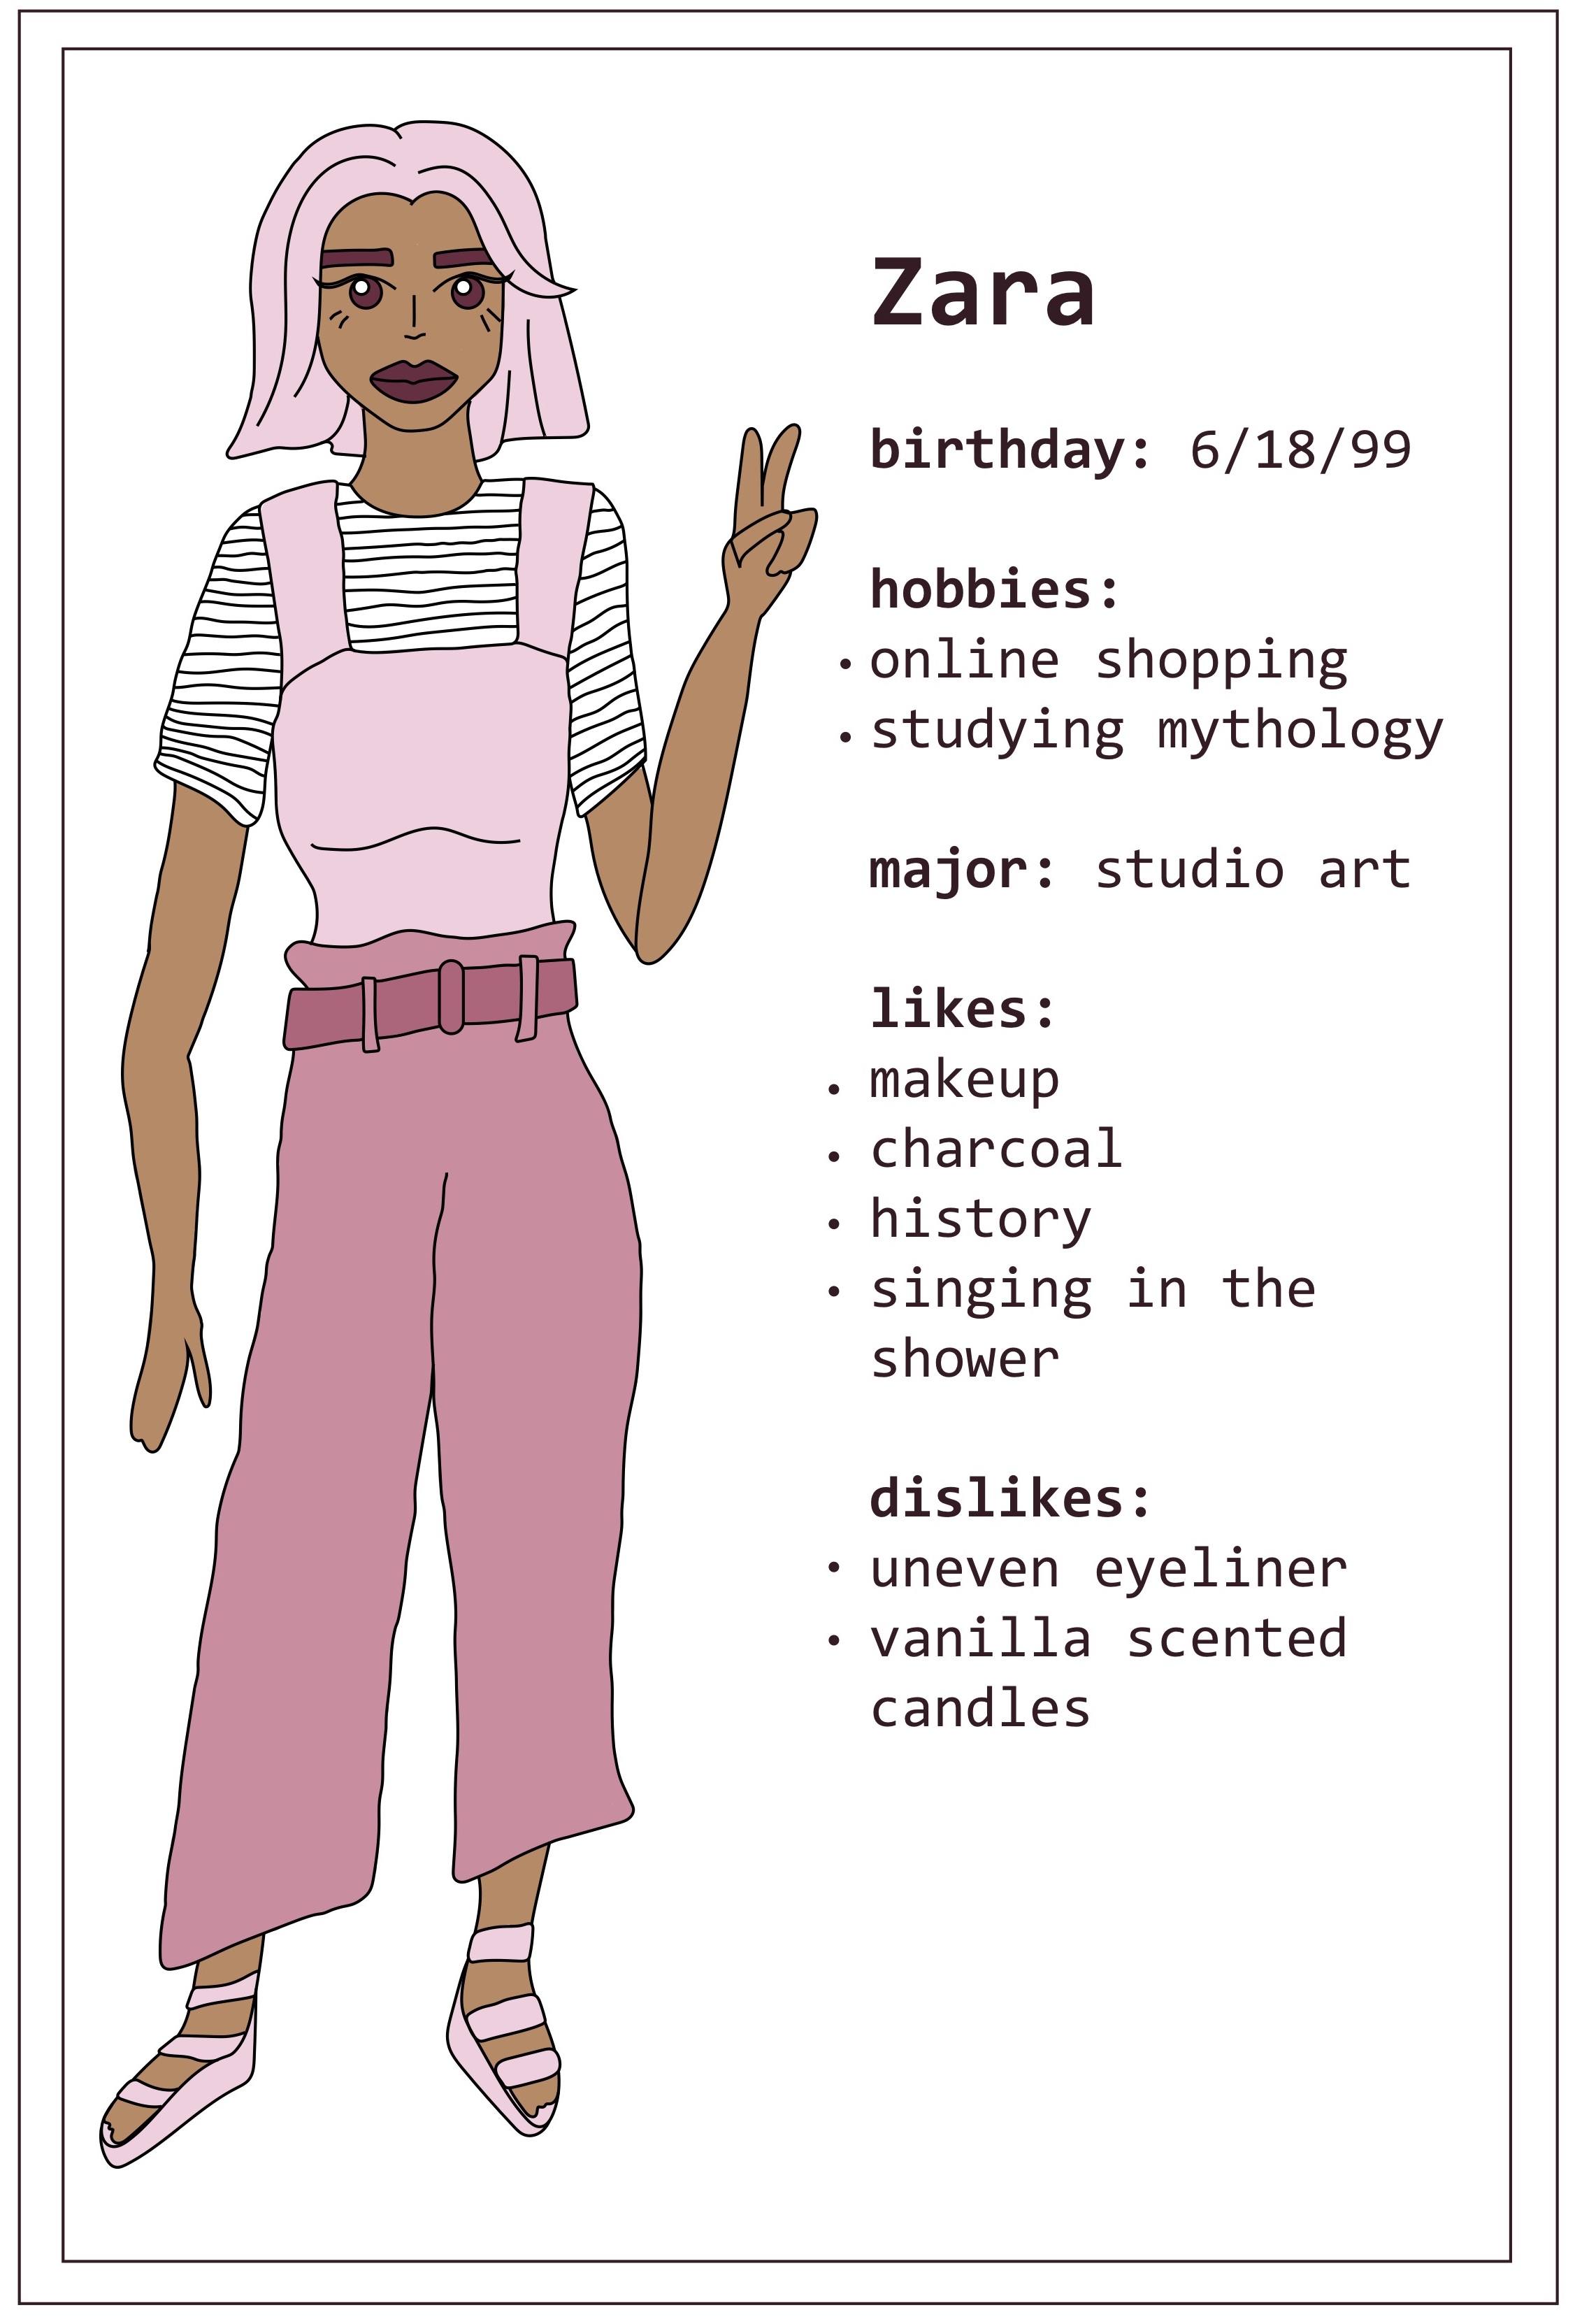 Zara
birthday: 6/18/99
hobbies:
• online shopping
• studying mythology
major: studio art
likes:
• makeup
• charcoal
• history
• singing in the
shower
dislikes:
• uneven eyeliner
• vanilla scented
candles